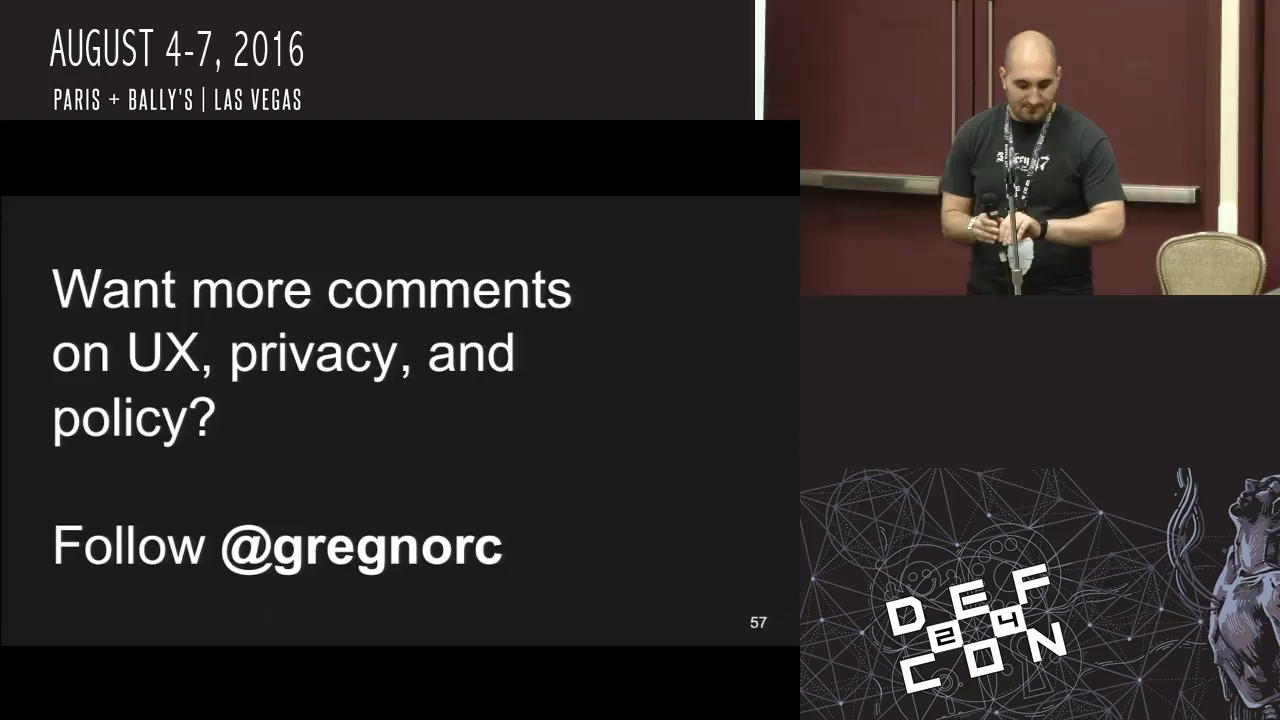 AUGUST 4-7, 2016
PARIS + BALLY'S | LAS VEGAS
Want more comments
on UX, privacy, and
policy?
Follow @gregnorc
57
DEF
24
CON